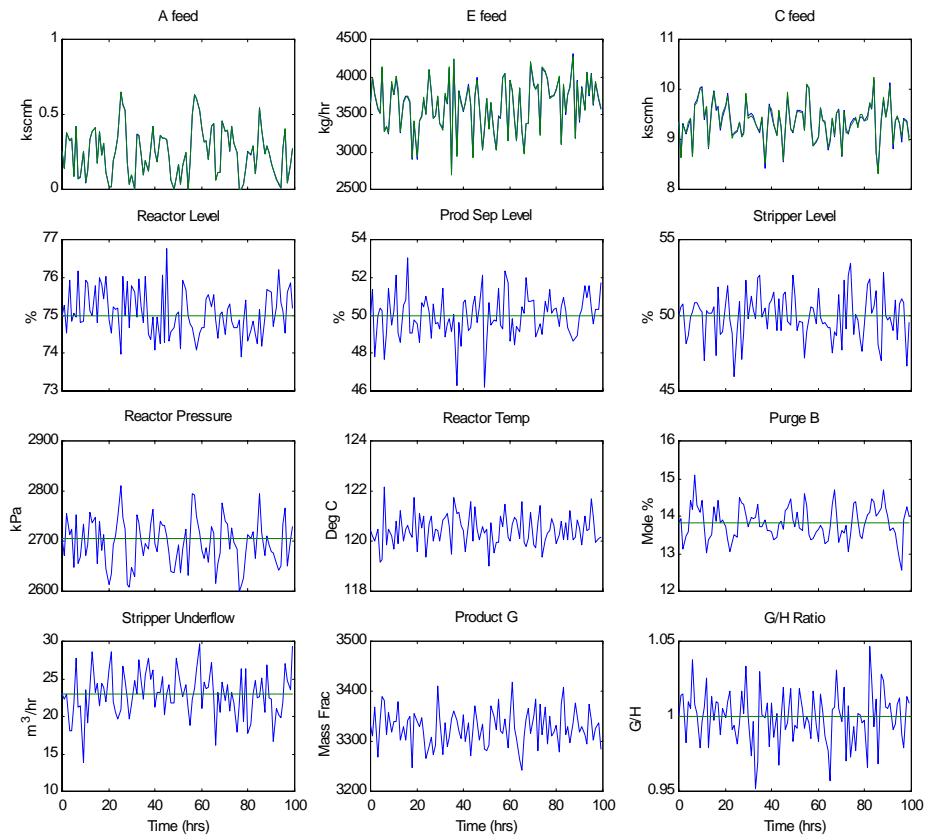 A feed
E feed
C feed
1
0.5
0
kscmh
4500
4000
3500
3000
2500
kg/hr
11
10
9
8
kscmh
Reactor Level
Prod Sep Level
Stripper Level
77
76
75
74
73
%
54
52
50
48
46
%
55
50
45
%
Reactor Pressure
Reactor Temp
Purge B
2900
2800
2700
2600
kPa
124
122
120
118
Deg C
16
15
14
13
12
Mole %
Stripper Underflow
Product G
G/H Ratio
30
25
20
15
10
m³/hr
3500
3400
3300
3200
Mass Frac
1.05
1
0.95
G/H
0 20 40 60 80 100
0 20 40 60 80 100
0 20 40 60 80 100
Time (hrs)
Time (hrs)
Time (hrs)